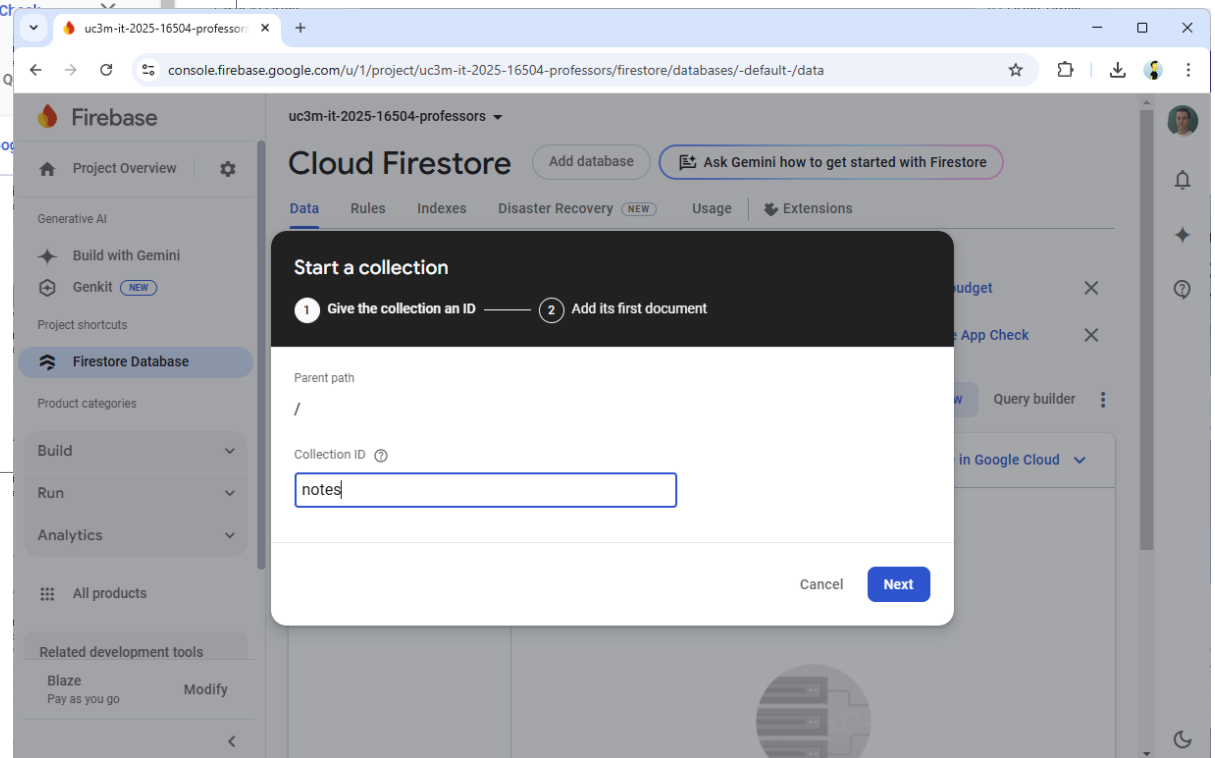 Check
uc3m-it-2025-16504-professors
console.firebase.google.com/u/1/project/uc3m-it-2025-16504-professors/firestore/databases/-default-/data
Firebase
Project Overview
Generative AI
Build with Gemini
Genkit NEW
Project shortcuts
Firestore Database
Product categories
Build
Run
Analytics
All products
Related development tools
Blaze
Pay as you go
Modify
uc3m-it-2025-16504-professors
Cloud Firestore
Add database
Ask Gemini how to get started with Firestore
Data Rules Indexes Disaster Recovery NEW Usage Extensions
budget
App Check
Query builder
in Google Cloud
Start a collection
1 Give the collection an ID
2 Add its first document
Parent path
/
Collection ID
notes
Cancel
Next